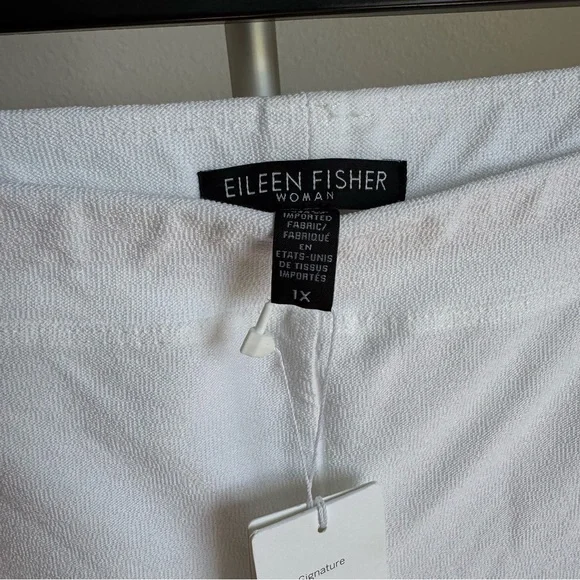 EILEEN FISHER
WOMAN
IMPORTED
FABRIC/
FABRIQUÉ
EN
ETATS-UNIS
DE TISSUS
IMPORTÉS
1X
Signature